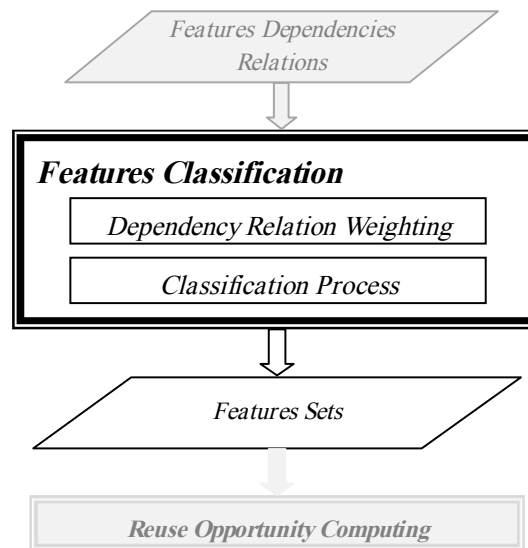 Features Dependencies
Relations
Features Classification
Dependency Relation Weighting
Classification Process
Features Sets
Reuse Opportunity Computing